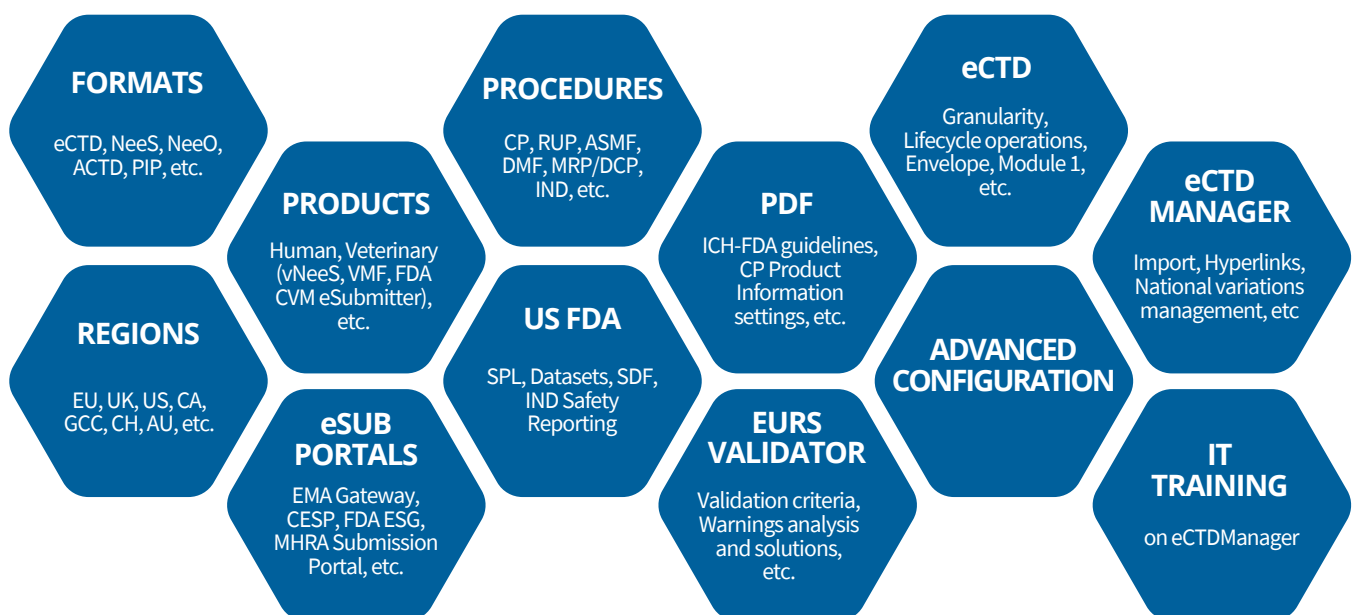 FORMATS
eCTD, NeeS, NeeO,
ACTD, PIP, etc.
REGIONS
EU, UK, US, CA,
GCC, CH, AU, etc.
PRODUCTS
Human, Veterinary
(vNeeS, VMF, FDA
CVM eSubmitter),
etc.
eSUB
PORTALS
EMA Gateway,
CESP, FDA ESG,
MHRA Submission
Portal, etc.
PROCEDURES
CP, RUP, ASMF,
DMF, MRP/DCP,
IND, etc.
US FDA
SPL, Datasets, SDF,
IND Safety
Reporting
PDF
ICH-FDA guidelines,
CP Product
Information
settings, etc.
EURS
VALIDATOR
Validation criteria,
Warnings analysis
and solutions,
etc.
eCTD
Granularity,
Lifecycle operations,
Envelope, Module 1,
etc.
ADVANCED
CONFIGURATION
eCTD
MANAGER
Import, Hyperlinks,
National variations
management, etc
IT
TRAINING
on eCTDManager